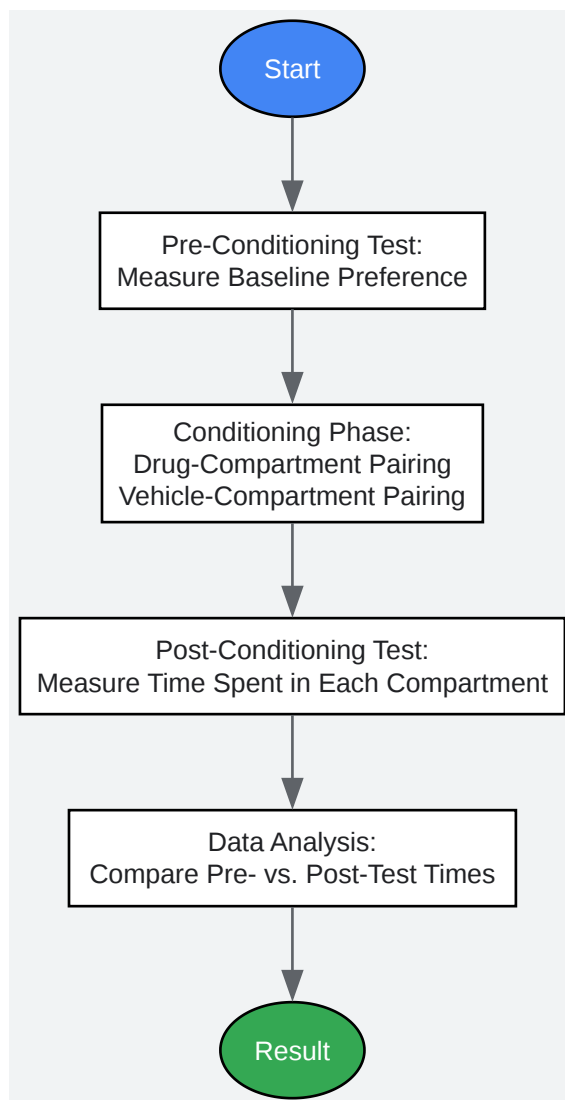 Start
Pre-Conditioning Test:
Measure Baseline Preference
Conditioning Phase:
Drug-Compartment Pairing
Vehicle-Compartment Pairing
Post-Conditioning Test:
Measure Time Spent in Each Compartment
Data Analysis:
Compare Pre- vs. Post-Test Times
Result